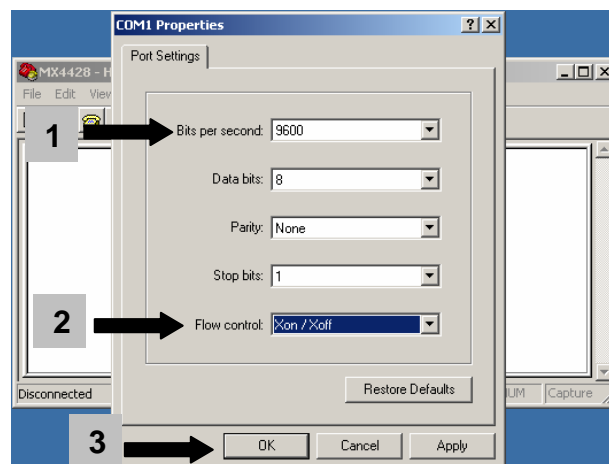 COM1 Properties
Port Settings
MX4428 - H
File Edit View
1
Bits per second: 9600
Data bits: 8
Parity: None
Stop bits: 1
2
Flow control: Xon / Xoff
Restore Defaults
Disconnected
NUM Capture
3
OK Cancel Apply